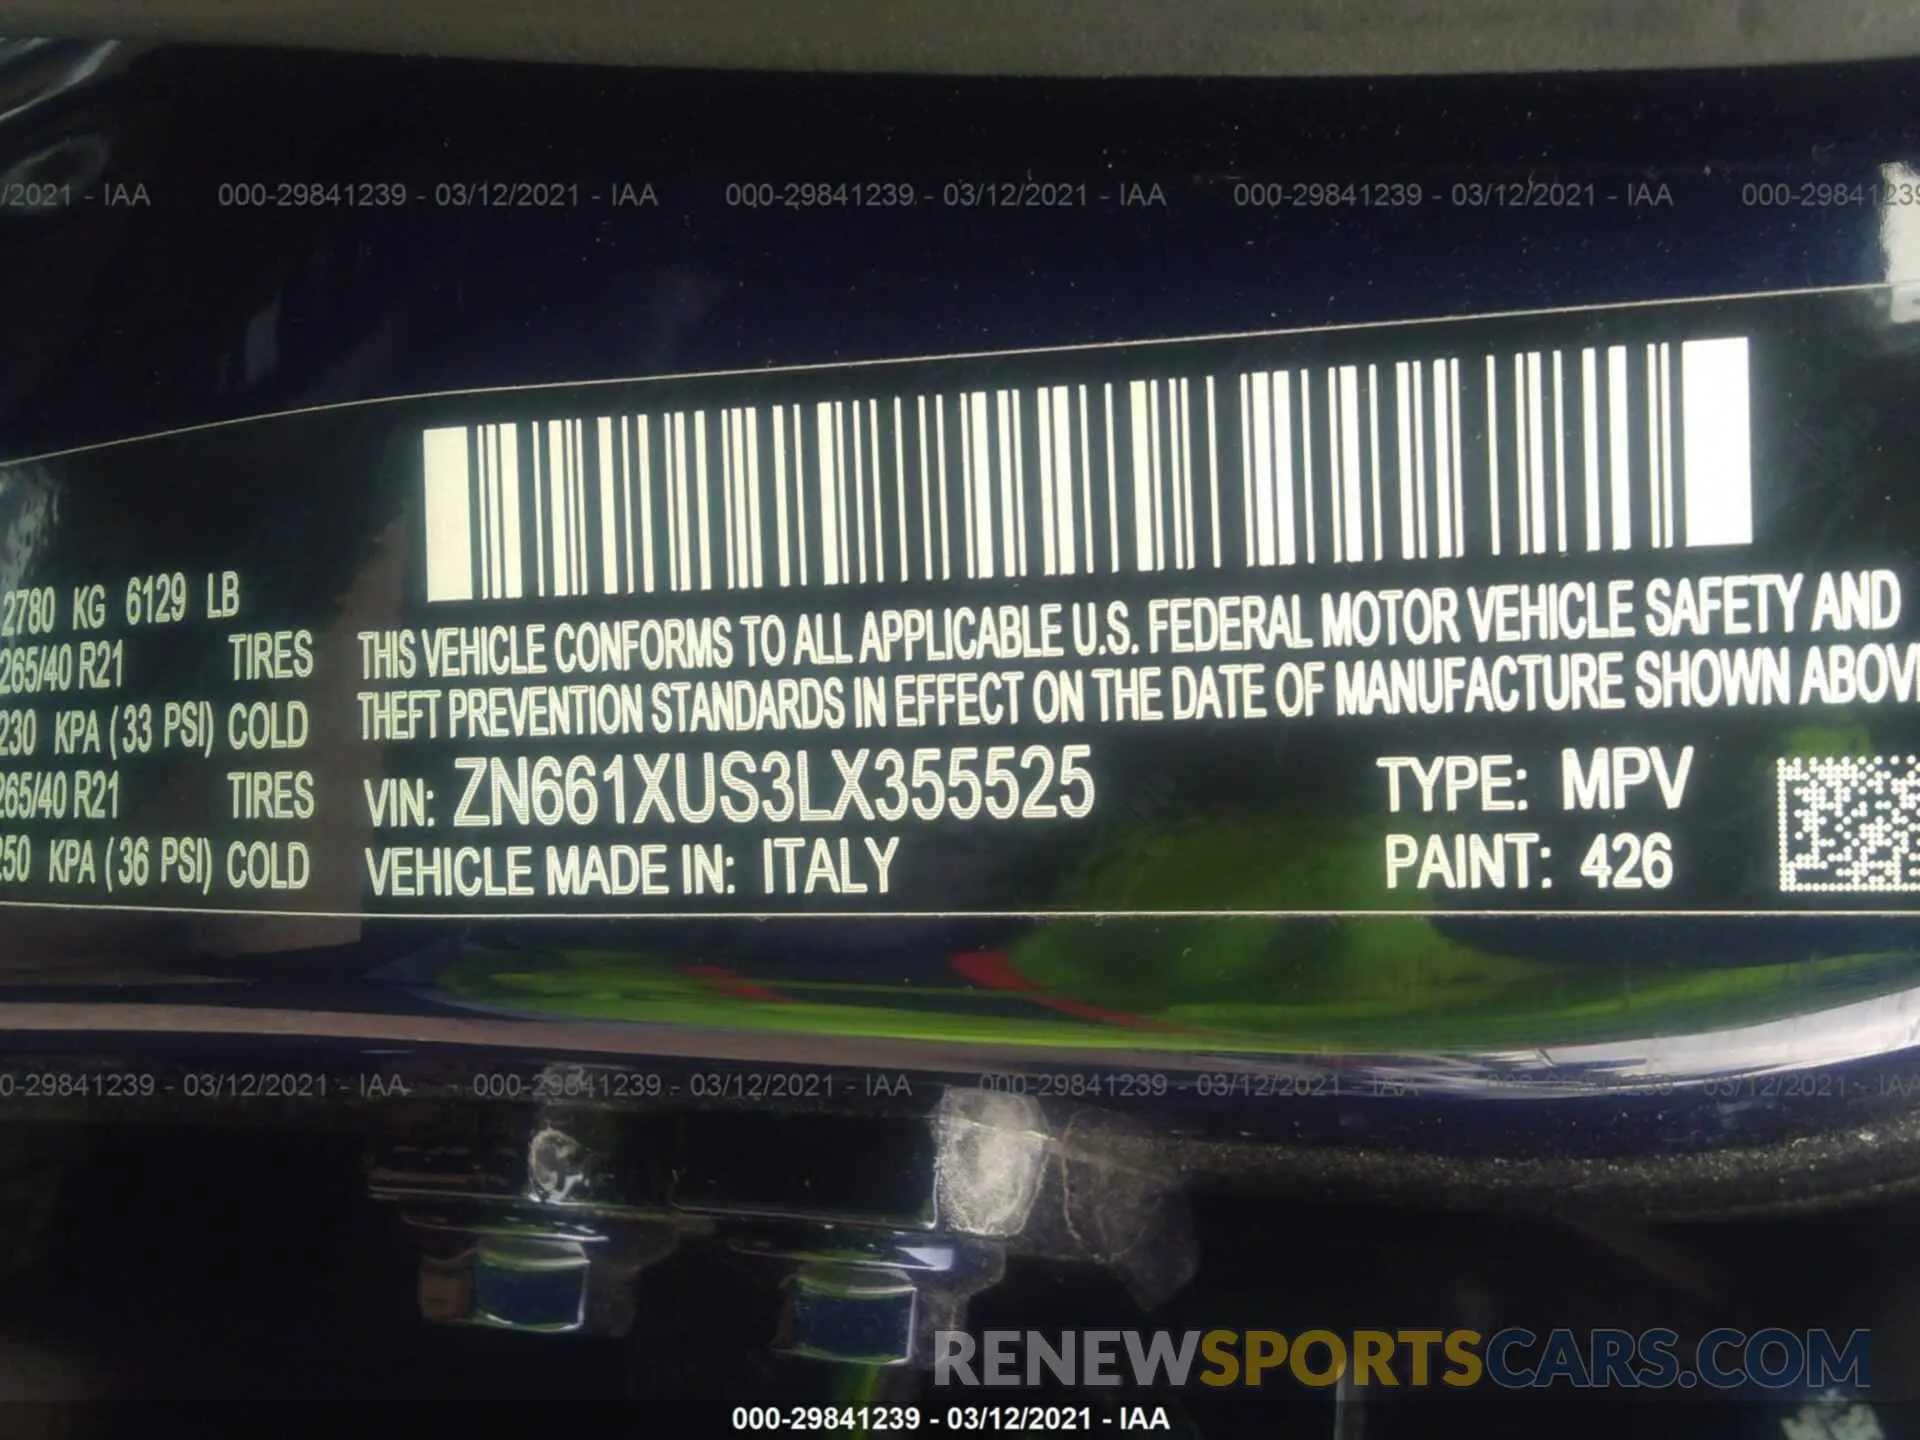 /2021 - IAA 000-29841239 - 03/12/2021 - IAA 000-29841239 - 03/12/2021 - IAA 000-29841239 - 03/12/2021 - IAA 000-29841239
2780 KG 6129 LB
265/40 R21 TIRES
230 KPA (33 PSI) COLD
265/40 R21 TIRES
250 KPA (36 PSI) COLD
THIS VEHICLE CONFORMS TO ALL APPLICABLE U.S. FEDERAL MOTOR VEHICLE SAFETY AND
THEFT PREVENTION STANDARDS IN EFFECT ON THE DATE OF MANUFACTURE SHOWN ABOV
VIN: ZN661XUS3LX355525 TYPE: MPV
VEHICLE MADE IN: ITALY PAINT: 426
0-29841239 - 03/12/2021 - IAA 000-29841239 - 03/12/2021 - IAA 000-29841239 - 03/12/2021 - IAA 000-29841239 - 03/12/2021 - IAA
RENEWSPORTSCARS.COM
000-29841239 - 03/12/2021 - IAA